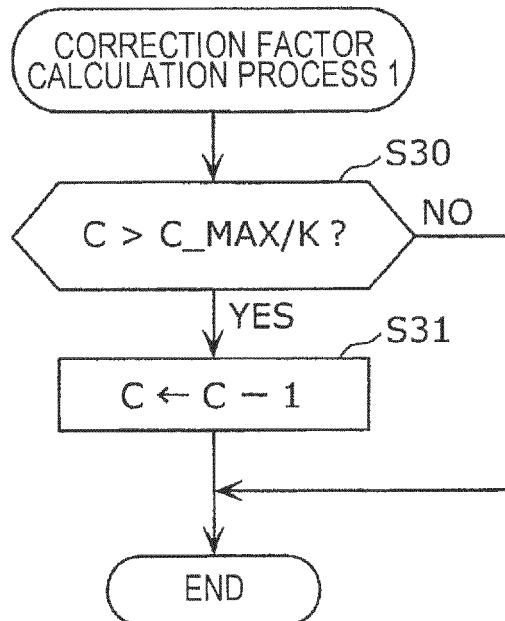 CORRECTION FACTOR
CALCULATION PROCESS 1
S30
C > C_MAX/K ?
NO
YES
S31
C ← C − 1
END